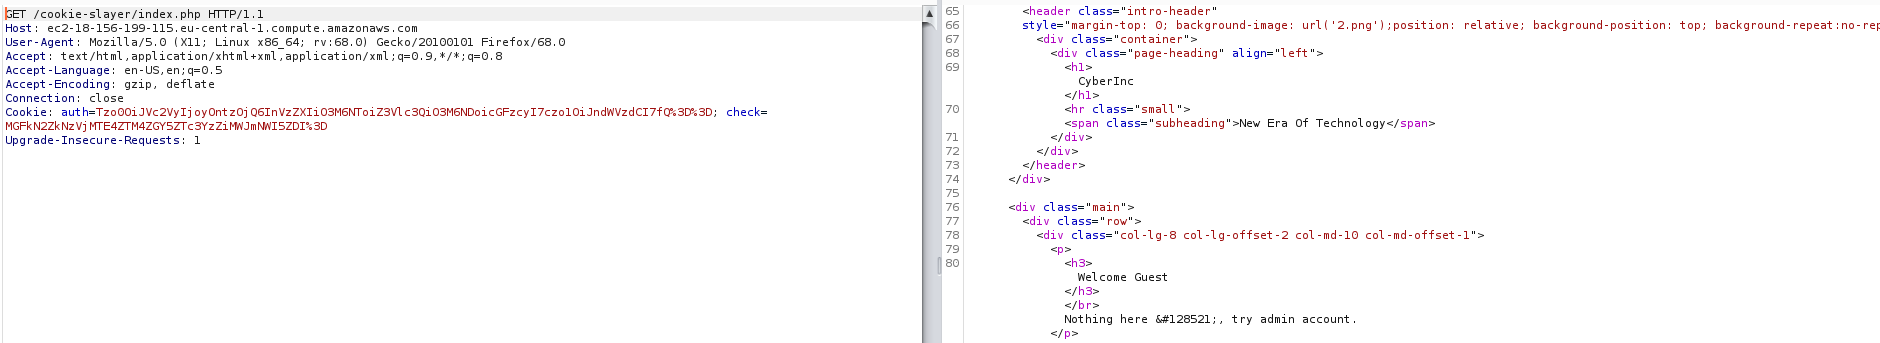 GET /cookie-slayer/index.php HTTP/1.1
Host: ec2-18-156-199-115.eu-central-1.compute.amazonaws.com
User-Agent: Mozilla/5.0 (X11; Linux x86_64; rv:68.0) Gecko/20100101 Firefox/68.0
Accept: text/html,application/xhtml+xml,application/xml;q=0.9,*/*;q=0.8
Accept-Language: en-US,en;q=0.5
Accept-Encoding: gzip, deflate
Connection: close
Cookie: auth=Tzo0OiJVc2VyIjoyOntzOjQ6InVzZXIiO3M6NToiZ3Vlc3QiO3M6NDoicGFzcyI7czo1OiJndWVzdCI7fQ%3D%3D; check=
MGFkN2ZkNzVjMTE4ZTM4ZGY5ZTc3YzZiMWJmNWI5ZDI%3D
Upgrade-Insecure-Requests: 1
65 <header class="intro-header"
66 style="margin-top: 0; background-image: url('2.png');position: relative; background-position: top; background-repeat:no-rep
67 <div class="container">
68 <div class="page-heading" align="left">
69 <h1>
CyberInc
</h1>
70 <hr class="small">
<span class="subheading">New Era Of Technology</span>
71 </div>
72 </div>
73 </header>
74 </div>
75
76 <div class="main">
77 <div class="row">
78 <div class="col-lg-8 col-lg-offset-2 col-md-10 col-md-offset-1">
79 <p>
80 <h3>
Welcome Guest
</h3>
</br>
Nothing here &#128521;, try admin account.
</p>